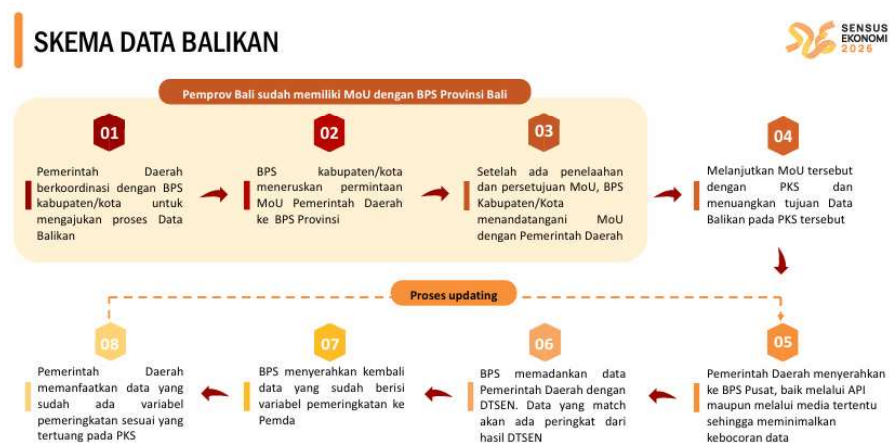 SKEMA DATA BALIKAN
SENSUS
EKONOMI
2026
Pemprov Bali sudah memiliki MoU dengan BPS Provinsi Bali
01
Pemerintah Daerah
berkoordinasi dengan BPS
kabupaten/kota untuk
mengajukan proses Data
Balikan
02
BPS kabupaten/kota
meneruskan permintaan
MoU Pemerintah Daerah
ke BPS Provinsi
03
Setelah ada penelaahan
dan persetujuan MoU, BPS
Kabupaten/Kota
menandatangani MoU
dengan Pemerintah Daerah
04
Melanjutkan MoU tersebut
dengan PKS dan
menuangkan tujuan Data
Balikan pada PKS tersebut
Proses updating
08
Pemerintah Daerah
memanfaatkan data yang
sudah ada variabel
pemeringkatan sesuai yang
tertuang pada PKS
07
BPS menyerahkan kembali
data yang sudah berisi
variabel pemeringkatan ke
Pemda
06
BPS memadankan data
Pemerintah Daerah dengan
DTSEN. Data yang match
akan ada peringkat dari
hasil DTSEN
05
Pemerintah Daerah menyerahkan
ke BPS Pusat, baik melalui API
maupun melalui media tertentu
sehingga meminimalkan
kebocoran data